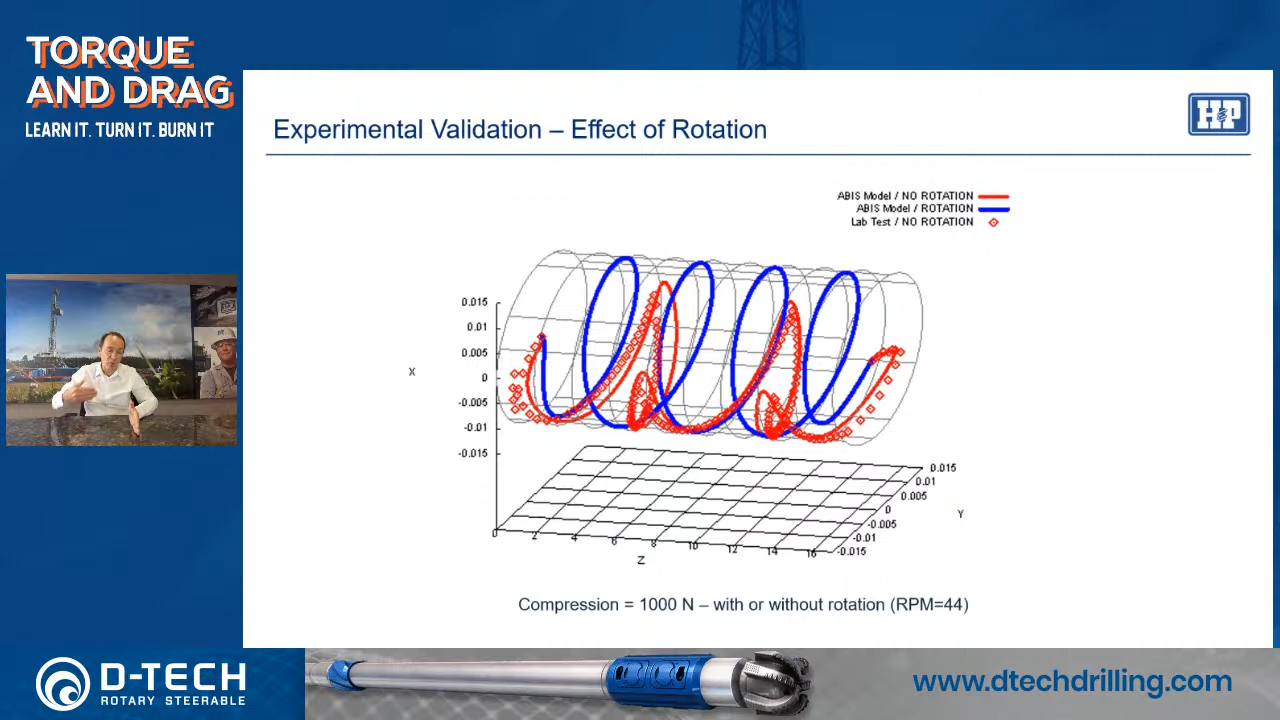 TORQUE
AND DRAG
LEARN IT. TURN IT. BURN IT
Experimental Validation – Effect of Rotation
H&P
ABIS Model / NO ROTATION
ABIS Model / ROTATION
Lab Test / NO ROTATION
0.015
0.01
0.005
0
-0.005
-0.01
-0.015
X
0.015
0.01
0.005
0
-0.005
-0.01
-0.015
Y
0
2
4
6
8
10
12
14
16
Z
Compression = 1000 N – with or without rotation (RPM=44)
D-TECH
ROTARY STEERABLE
www.dtechdrilling.com